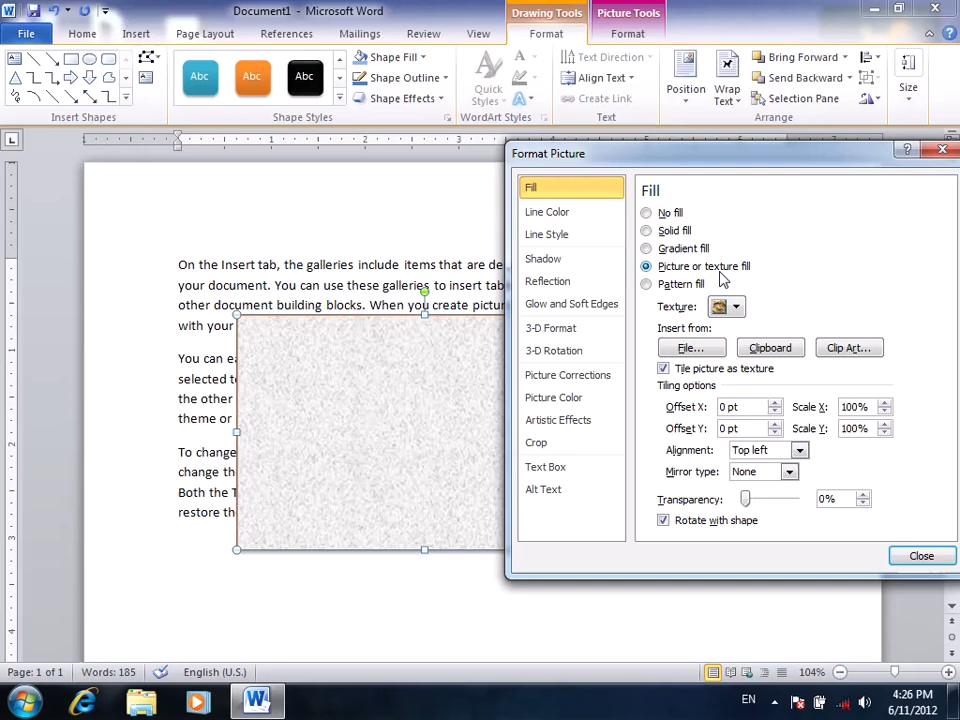 Document1 - Microsoft Word
Drawing Tools
Picture Tools
File
Home
Insert
Page Layout
References
Mailings
Review
View
Format
Format
Abc
Abc
Abc
Shape Fill
Shape Outline
Shape Effects
Quick
Styles
A
Text Direction
Align Text
Create Link
Position
Wrap
Text
Bring Forward
Send Backward
Selection Pane
Size
Insert Shapes
Shape Styles
WordArt Styles
Text
Arrange
On the Insert tab, the galleries include items that are de
your document. You can use these galleries to insert tab
other document building blocks. When you create pictur
with your
You can ea
selected te
the other
theme or
To change
change the
Both the T
restore the
Format Picture
Fill
Line Color
Line Style
Shadow
Reflection
Glow and Soft Edges
3-D Format
3-D Rotation
Picture Corrections
Picture Color
Artistic Effects
Crop
Text Box
Alt Text
Fill
No fill
Solid fill
Gradient fill
Picture or texture fill
Pattern fill
Texture:
Insert from:
File...
Clipboard
Clip Art...
Tile picture as texture
Tiling options
Offset X: 0 pt Scale X: 100%
Offset Y: 0 pt Scale Y: 100%
Alignment: Top left
Mirror type: None
Transparency: 0%
Rotate with shape
Close
Page: 1 of 1
Words: 185
English (U.S.)
104%
EN
4:26 PM
6/11/2012